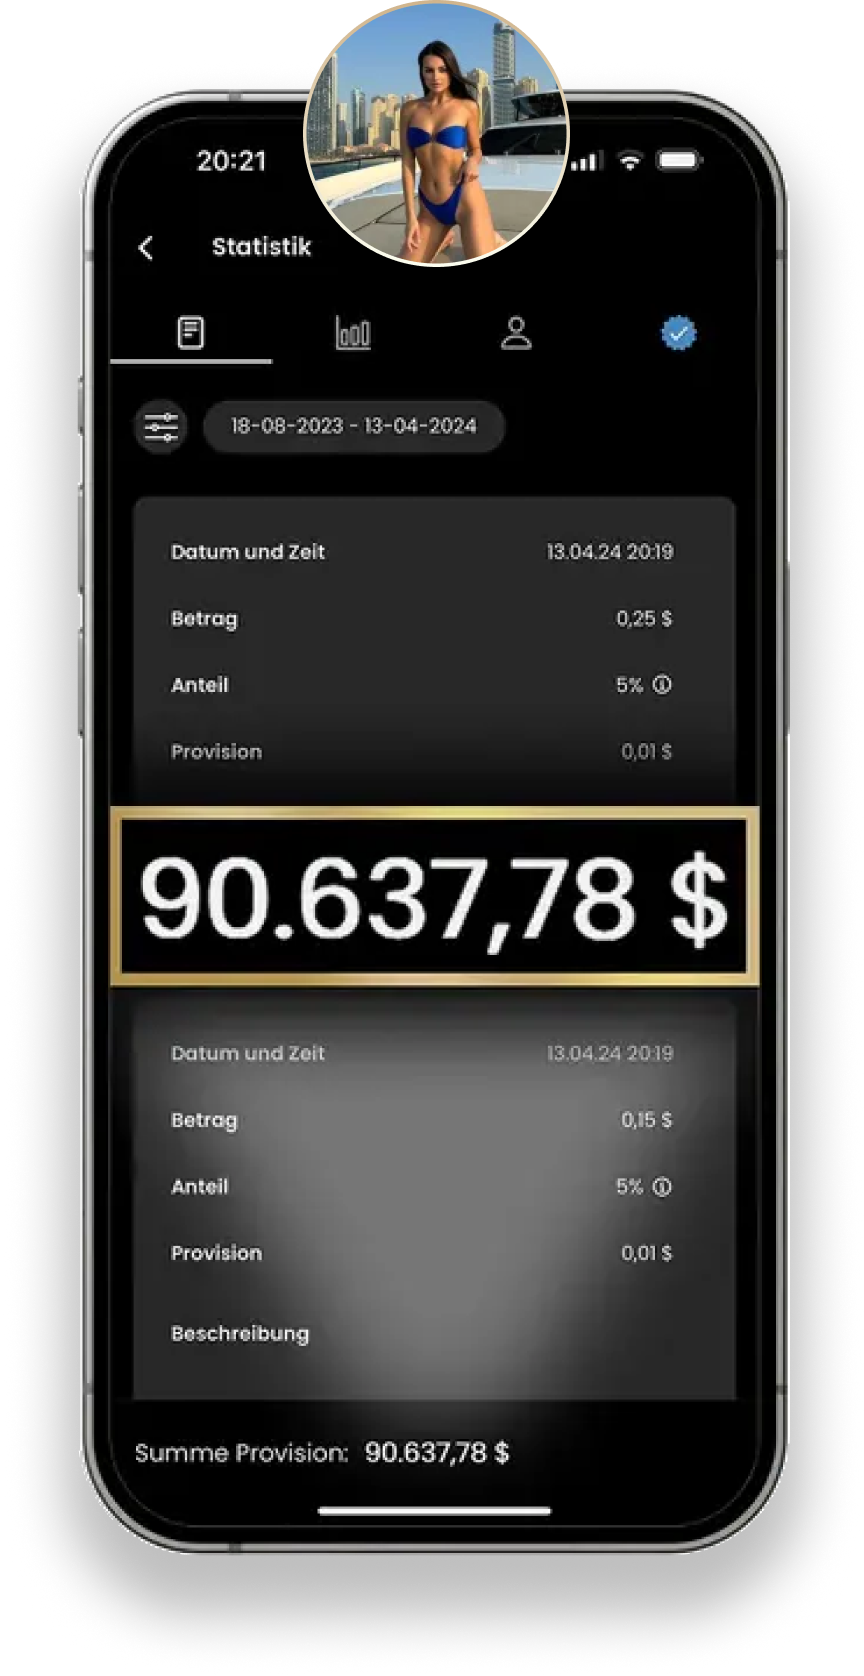 20:21
Statistik
18-08-2023 - 13-04-2024
Datum und Zeit 13.04.24 20:19
Betrag 0,25 $
Anteil 5%
Provision 0,01 $
90.637,78 $
Datum und Zeit 13.04.24 20:19
Betrag 0,15 $
Anteil 5%
Provision 0,01 $
Beschreibung
Summe Provision: 90.637,78 $